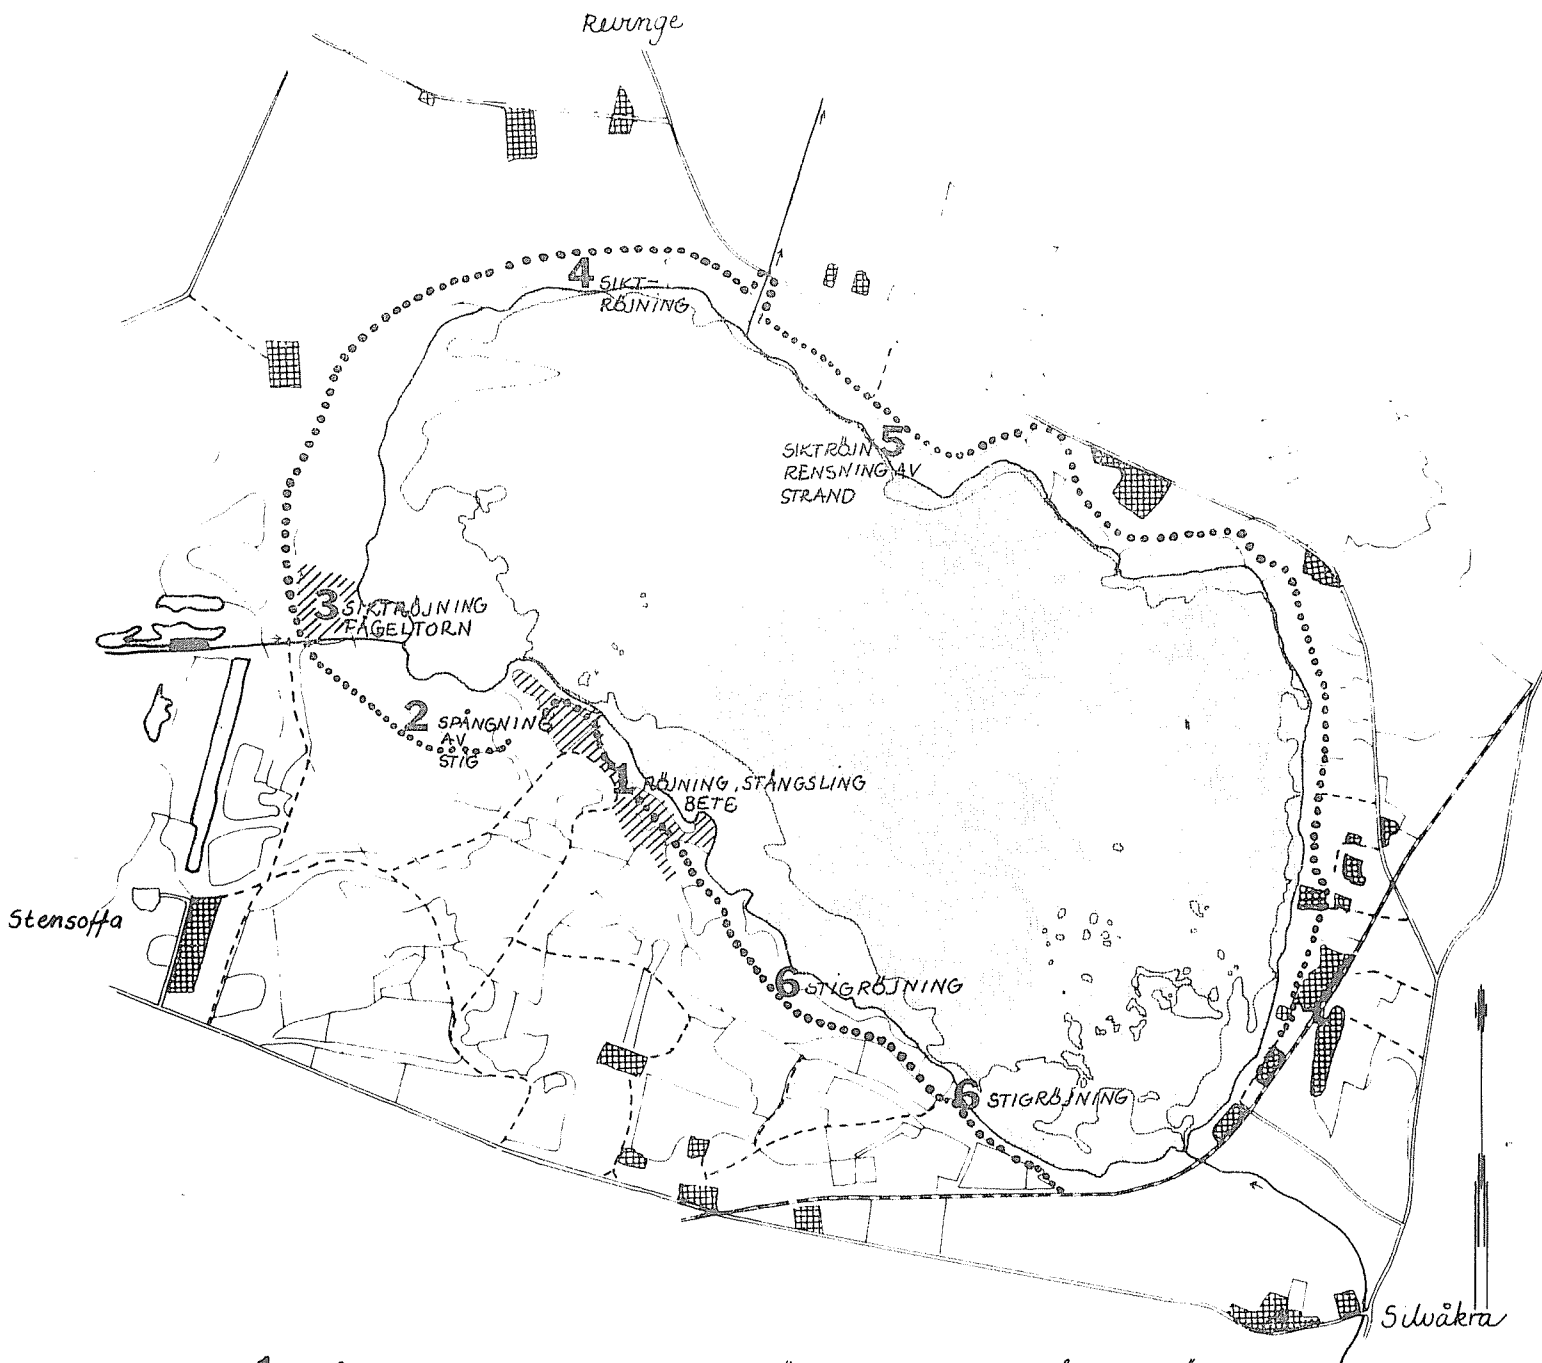 Revinge
4 SIKT-
RÖJNING
5
SIKTRÖJN
RENSNING AV
STRAND
3 SIKTRÖJNING
FÅGELTORN
2 SPÅNGNING
AV
STIG
1 RÖJNING, STÄNGSLING
BETE
Stensoffa
6 STIGRÖJNING
6 STIGRÖJNING
Silvåkra
1